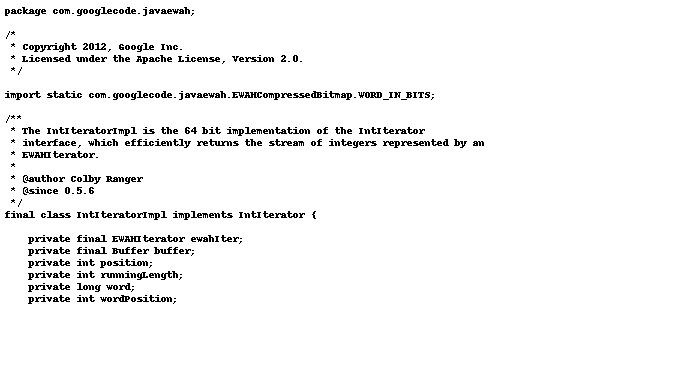 package com.googlecode.javaewah;

/*
 * Copyright 2012, Google Inc.
 * Licensed under the Apache License, Version 2.0.
 */

import static com.googlecode.javaewah.EWAHCompressedBitmap.WORD_IN_BITS;

/**
 * The IntIteratorImpl is the 64 bit implementation of the IntIterator
 * interface, which efficiently returns the stream of integers represented by an
 * EWAHIterator.
 *
 * @author Colby Ranger
 * @since 0.5.6
 */
final class IntIteratorImpl implements IntIterator {

    private final EWAHIterator ewahIter;
    private final Buffer buffer;
    private int position;
    private int runningLength;
    private long word;
    private int wordPosition;